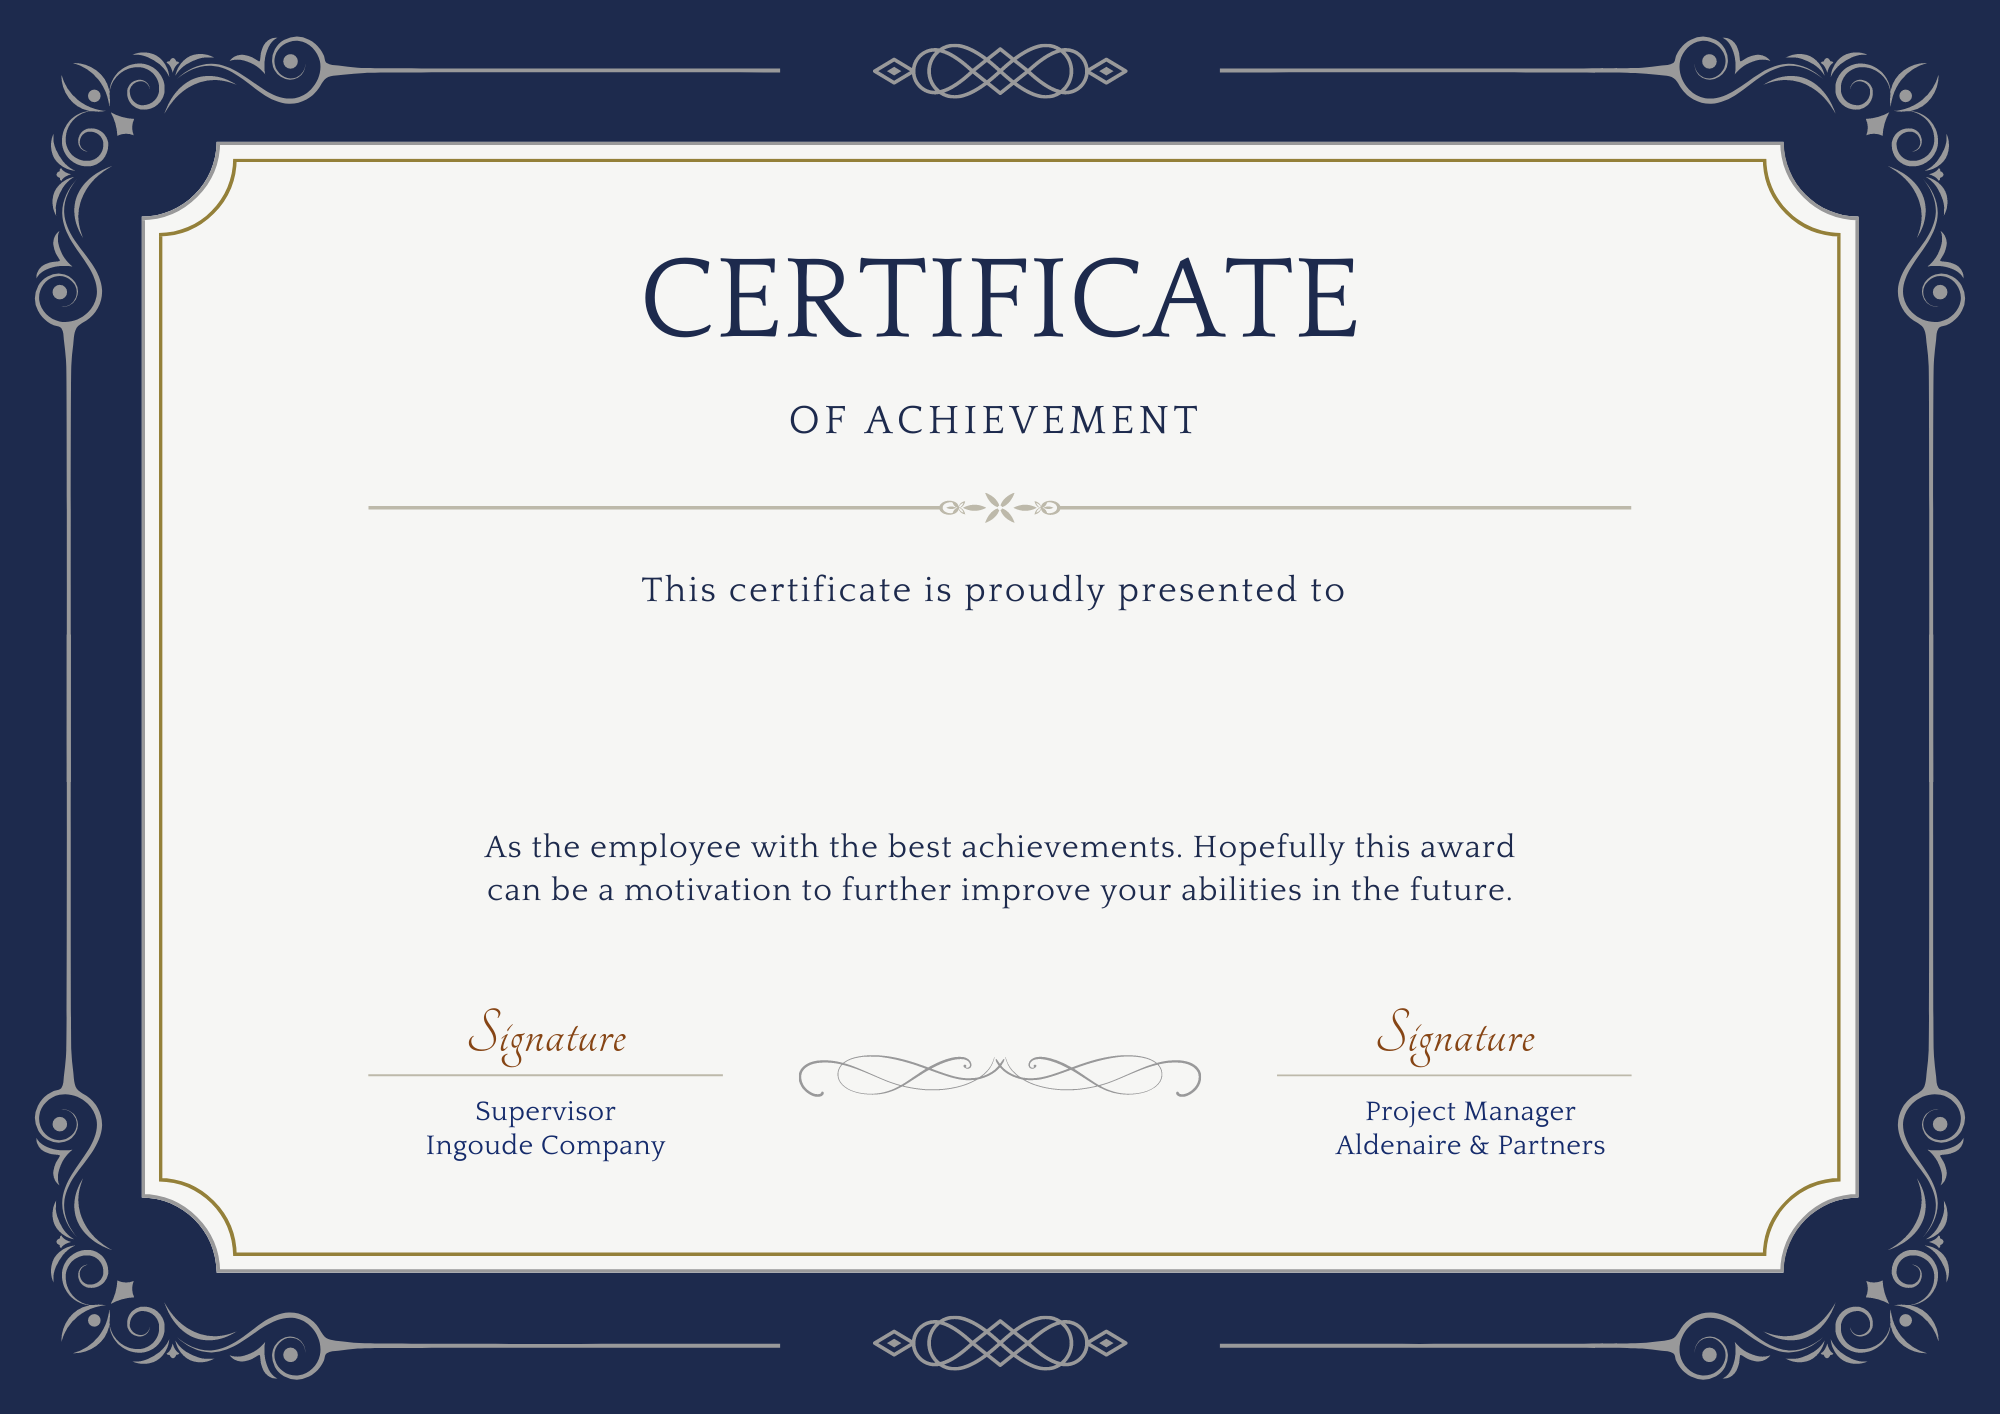 CERTIFICATE
OF ACHIEVEMENT
This certificate is proudly presented to
As the employee with the best achievements. Hopefully this award
can be a motivation to further improve your abilities in the future.
Signature
Supervisor
Ingoude Company
Signature
Project Manager
Aldenaire & Partners